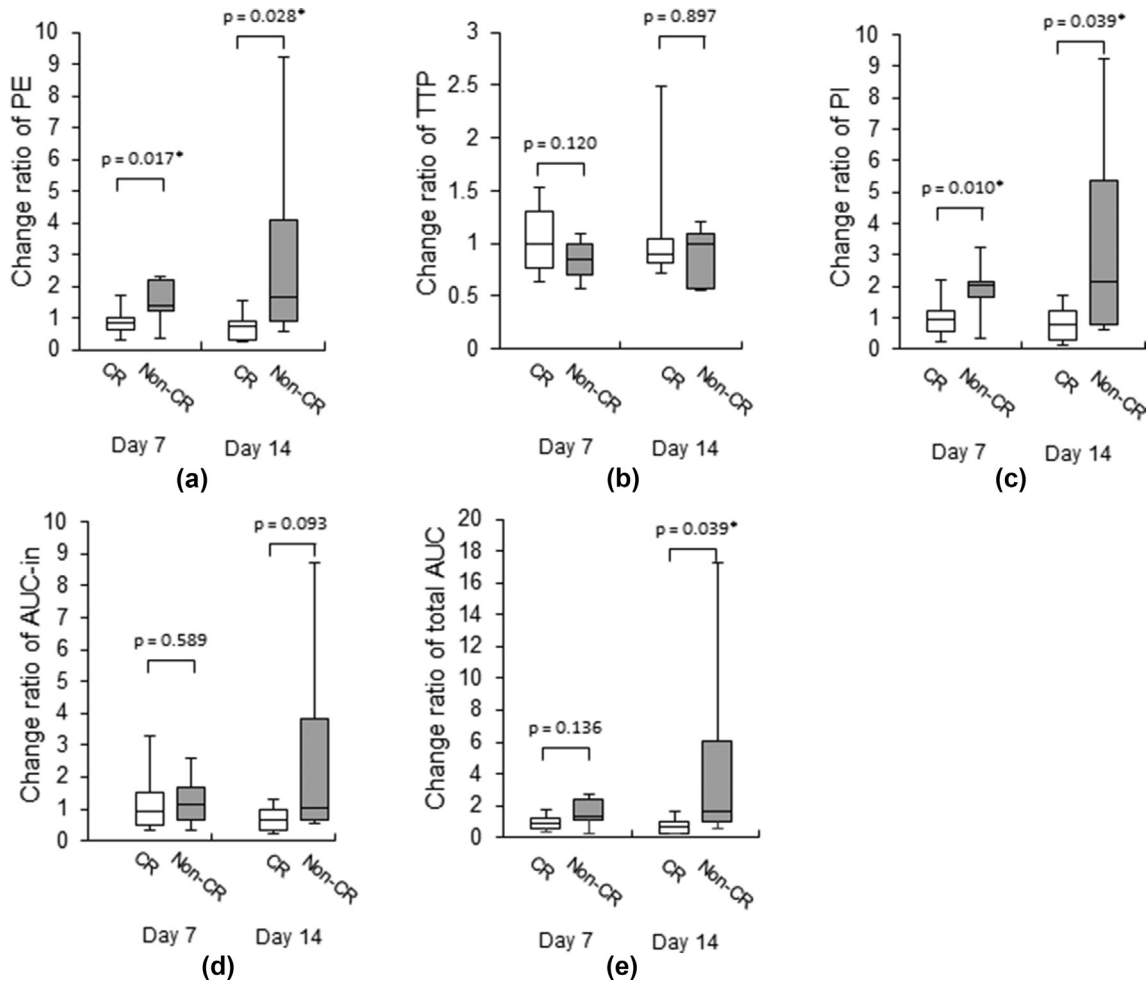 Change ratio of PE
10
9
8
7
6
5
4
3
2
1
0
p = 0.017*
p = 0.028*
CR
Non-CR
CR
Non-CR
Day 7
Day 14
(a)
Change ratio of TTP
3
2.5
2
1.5
1
0.5
0
p = 0.120
p = 0.897
CR
Non-CR
CR
Non-CR
Day 7
Day 14
(b)
Change ratio of PI
10
9
8
7
6
5
4
3
2
1
0
p = 0.010*
p = 0.039*
CR
Non-CR
CR
Non-CR
Day 7
Day 14
(c)
Change ratio of AUC-in
10
9
8
7
6
5
4
3
2
1
0
p = 0.589
p = 0.093
CR
Non-CR
CR
Non-CR
Day 7
Day 14
(d)
Change ratio of total AUC
20
18
16
14
12
10
8
6
4
2
0
p = 0.136
p = 0.039*
CR
Non-CR
CR
Non-CR
Day 7
Day 14
(e)